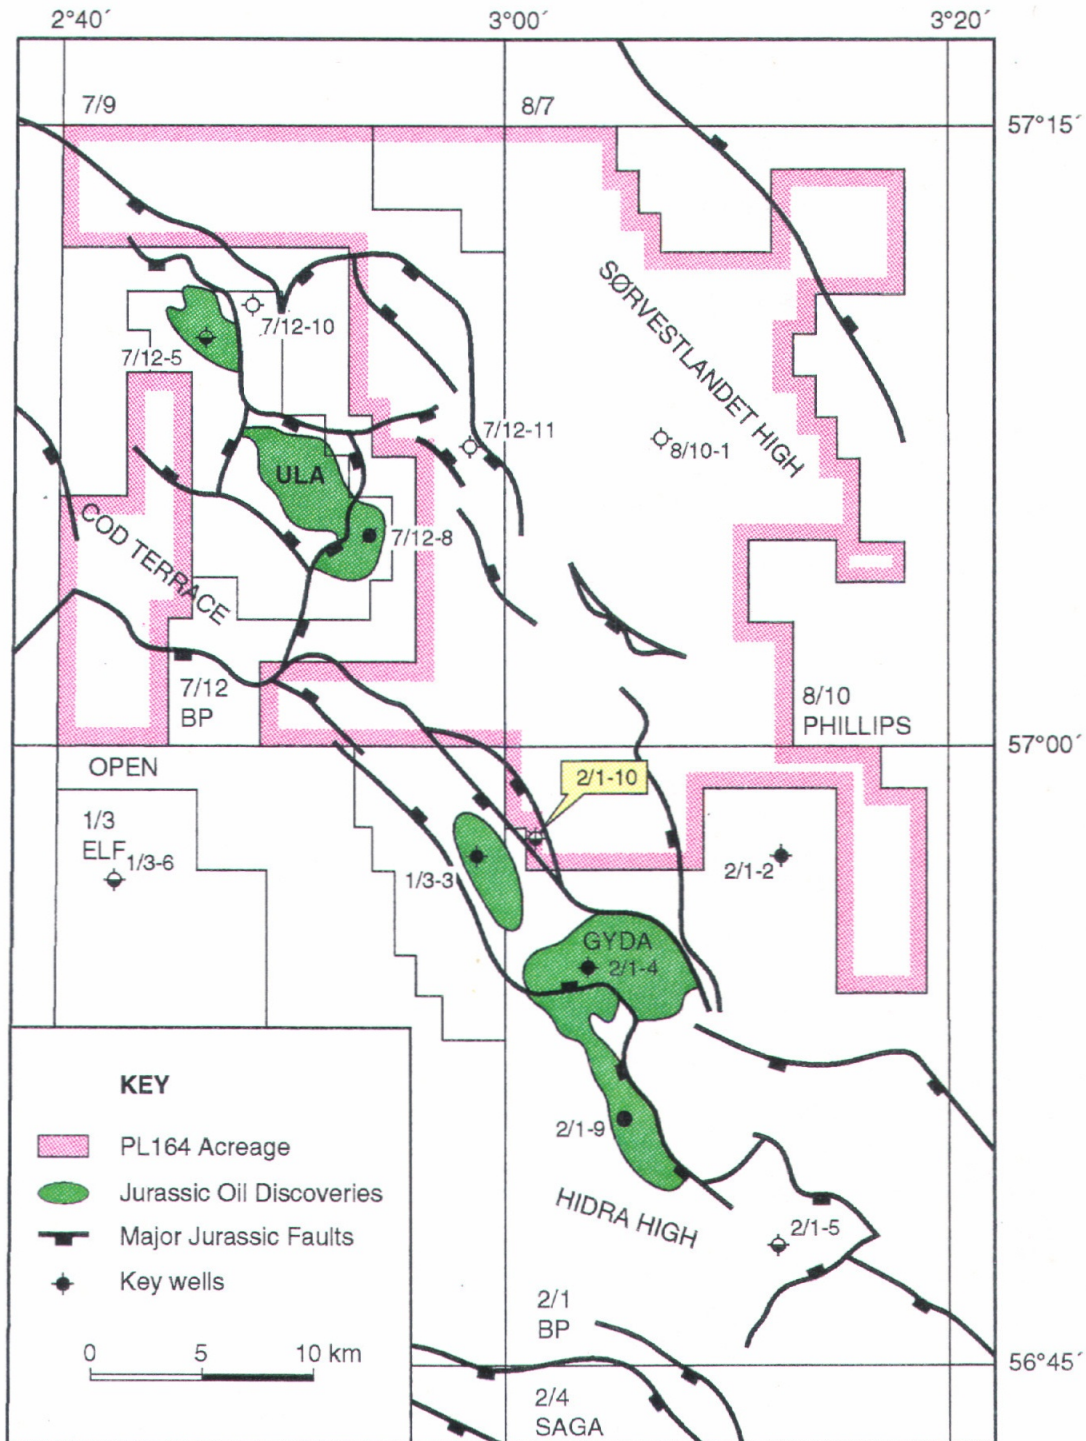 2°40´
3°00´
3°20´
7/9
8/7
57°15´
SØRVESTLANDET HIGH
7/12-10
7/12-5
7/12-11
8/10-1
ULA
COD TERRACE
7/12-8
7/12
BP
8/10
PHILLIPS
57°00´
OPEN
2/1-10
1/3
ELF
1/3-6
1/3-3
2/1-2
GYDA
2/1-4
KEY
PL164 Acreage
Jurassic Oil Discoveries
Major Jurassic Faults
Key wells
0
5
10 km
2/1-9
HIDRA HIGH
2/1-5
2/1
BP
56°45´
2/4
SAGA